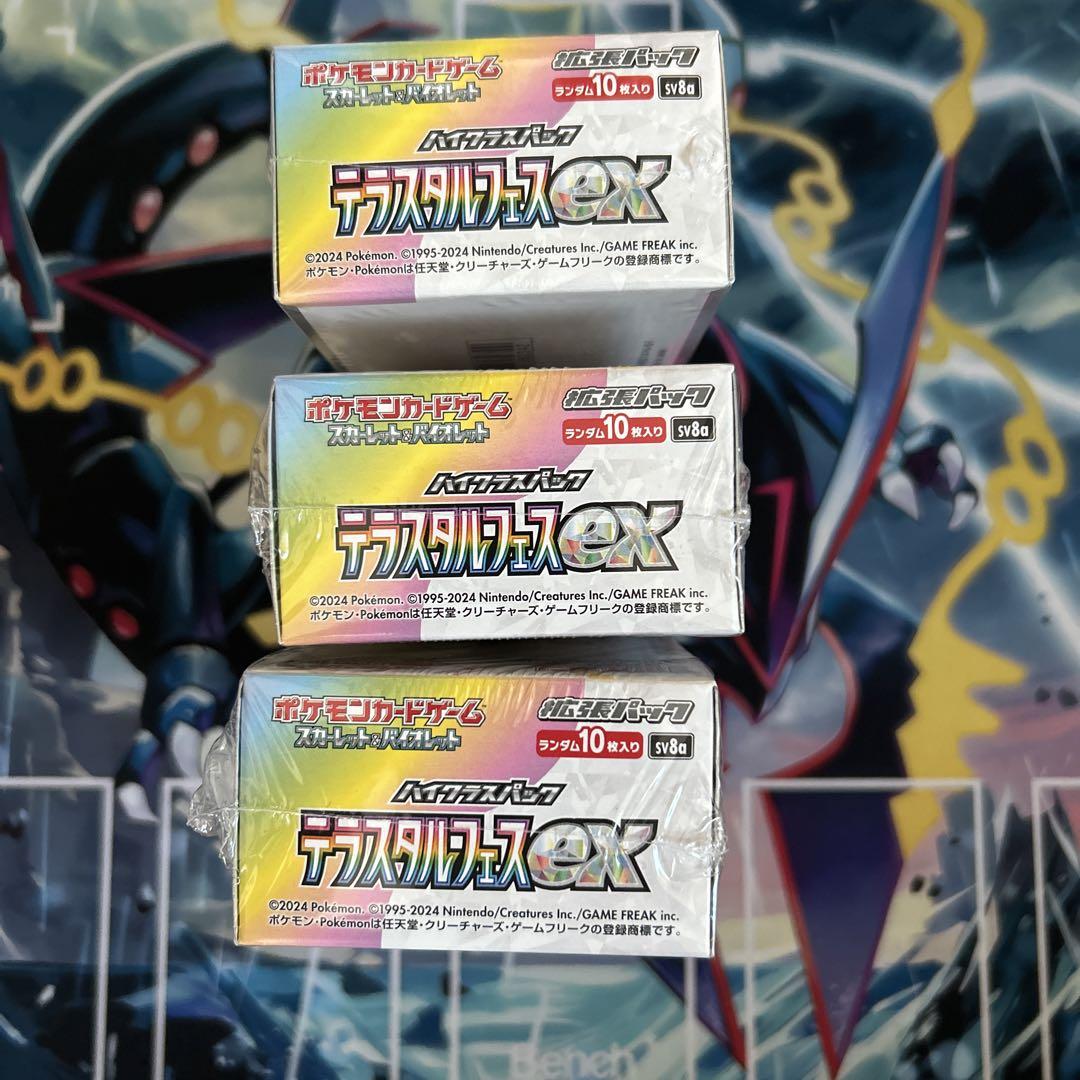 ポケモンカードゲーム
スカーレット&バイオレット
拡張パック
ランダム10枚入り sv8a
ハイクラスパック
テラスタルフェスex
©2024 Pokémon. ©1995-2024 Nintendo/Creatures Inc./GAME FREAK inc.
ポケモン・Pokémonは任天堂・クリーチャーズ・ゲームフリークの登録商標です。
ポケモンカードゲーム
スカーレット&バイオレット
拡張パック
ランダム10枚入り sv8a
ハイクラスパック
テラスタルフェスex
©2024 Pokémon. ©1995-2024 Nintendo/Creatures Inc./GAME FREAK inc.
ポケモン・Pokémonは任天堂・クリーチャーズ・ゲームフリークの登録商標です。
ポケモンカードゲーム
スカーレット&バイオレット
拡張パック
ランダム10枚入り sv8a
ハイクラスパック
テラスタルフェスex
©2024 Pokémon. ©1995-2024 Nintendo/Creatures Inc./GAME FREAK inc.
ポケモン・Pokémonは任天堂・クリーチャーズ・ゲームフリークの登録商標です。
Bench